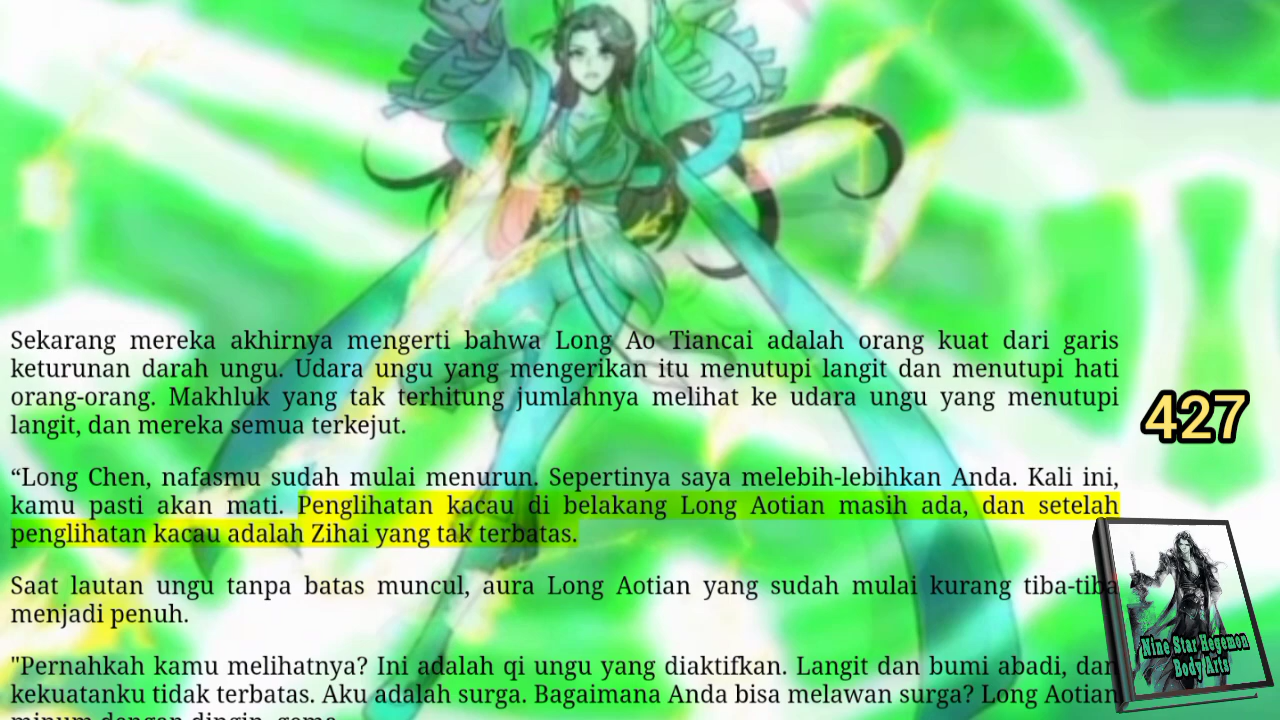 Sekarang mereka akhirnya mengerti bahwa Long Ao Tiancai adalah orang kuat dari garis
keturunan darah ungu. Udara ungu yang mengerikan itu menutupi langit dan menutupi hati
orang-orang. Makhluk yang tak terhitung jumlahnya melihat ke udara ungu yang menutupi
langit, dan mereka semua terkejut.
“Long Chen, nafasmu sudah mulai menurun. Sepertinya saya melebih-lebihkan Anda. Kali ini,
kamu pasti akan mati. Penglihatan kacau di belakang Long Aotian masih ada, dan setelah
penglihatan kacau adalah Zihai yang tak terbatas.
Saat lautan ungu tanpa batas muncul, aura Long Aotian yang sudah mulai kurang tiba-tiba
menjadi penuh.
"Pernahkah kamu melihatnya? Ini adalah qi ungu yang diaktifkan. Langit dan bumi abadi, dan
kekuatanku tidak terbatas. Aku adalah surga. Bagaimana Anda bisa melawan surga? Long Aotian
minum dengan dingin,
427
Nine Star Hegemon
Body Arts